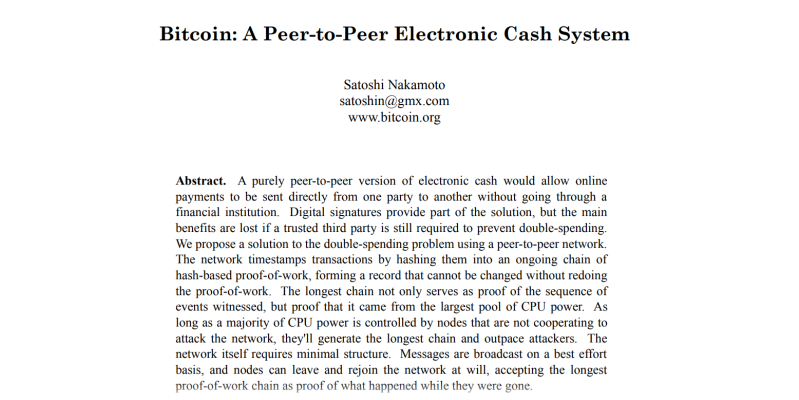 Bitcoin: A Peer-to-Peer Electronic Cash System
Satoshi Nakamoto
satoshin@gmx.com
www.bitcoin.org
Abstract. A purely peer-to-peer version of electronic cash would allow online
payments to be sent directly from one party to another without going through a
financial institution. Digital signatures provide part of the solution, but the main
benefits are lost if a trusted third party is still required to prevent double-spending.
We propose a solution to the double-spending problem using a peer-to-peer network.
The network timestamps transactions by hashing them into an ongoing chain of
hash-based proof-of-work, forming a record that cannot be changed without redoing
the proof-of-work. The longest chain not only serves as proof of the sequence of
events witnessed, but proof that it came from the largest pool of CPU power. As
long as a majority of CPU power is controlled by nodes that are not cooperating to
attack the network, they'll generate the longest chain and outpace attackers. The
network itself requires minimal structure. Messages are broadcast on a best effort
basis, and nodes can leave and rejoin the network at will, accepting the longest
proof-of-work chain as proof of what happened while they were gone.